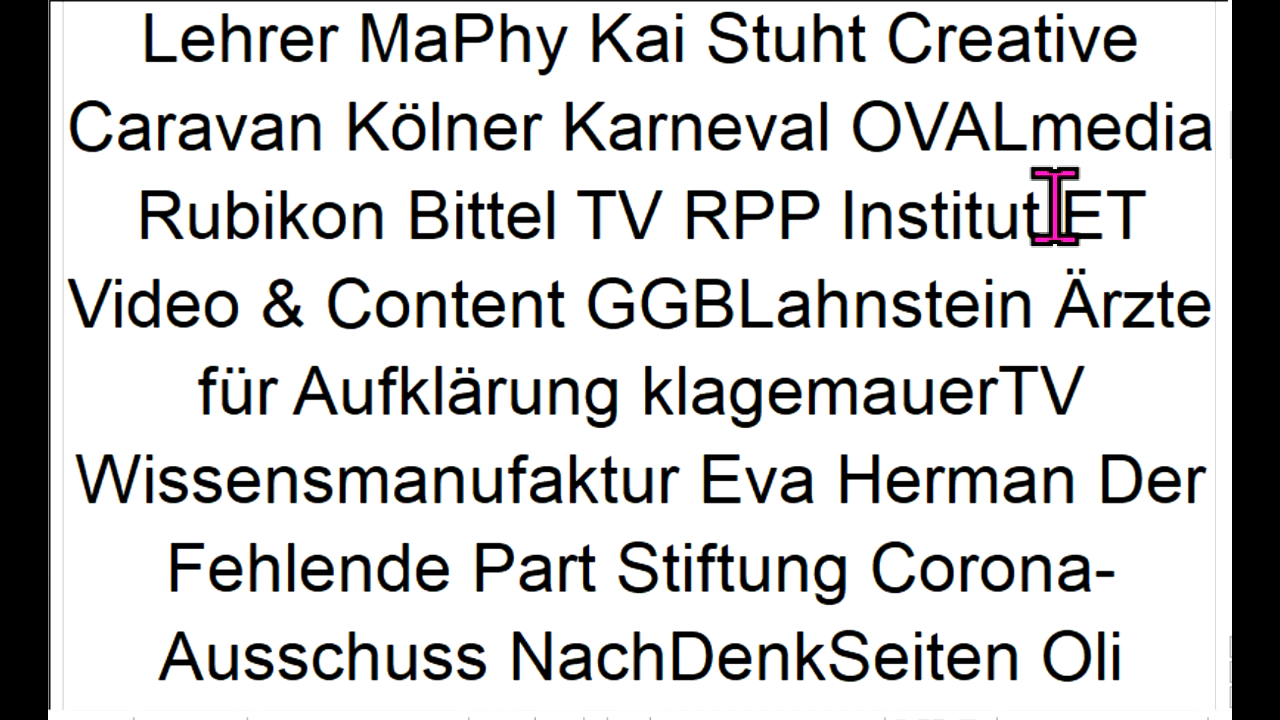 Lehrer MaPhy Kai Stuht Creative
Caravan Kölner Karneval OVALmedia
Rubikon Bittel TV RPP Institut ET
Video & Content GGBLahnstein Ärzte
für Aufklärung klagemauerTV
Wissensmanufaktur Eva Herman Der
Fehlende Part Stiftung Corona-
Ausschuss NachDenkSeiten Oli